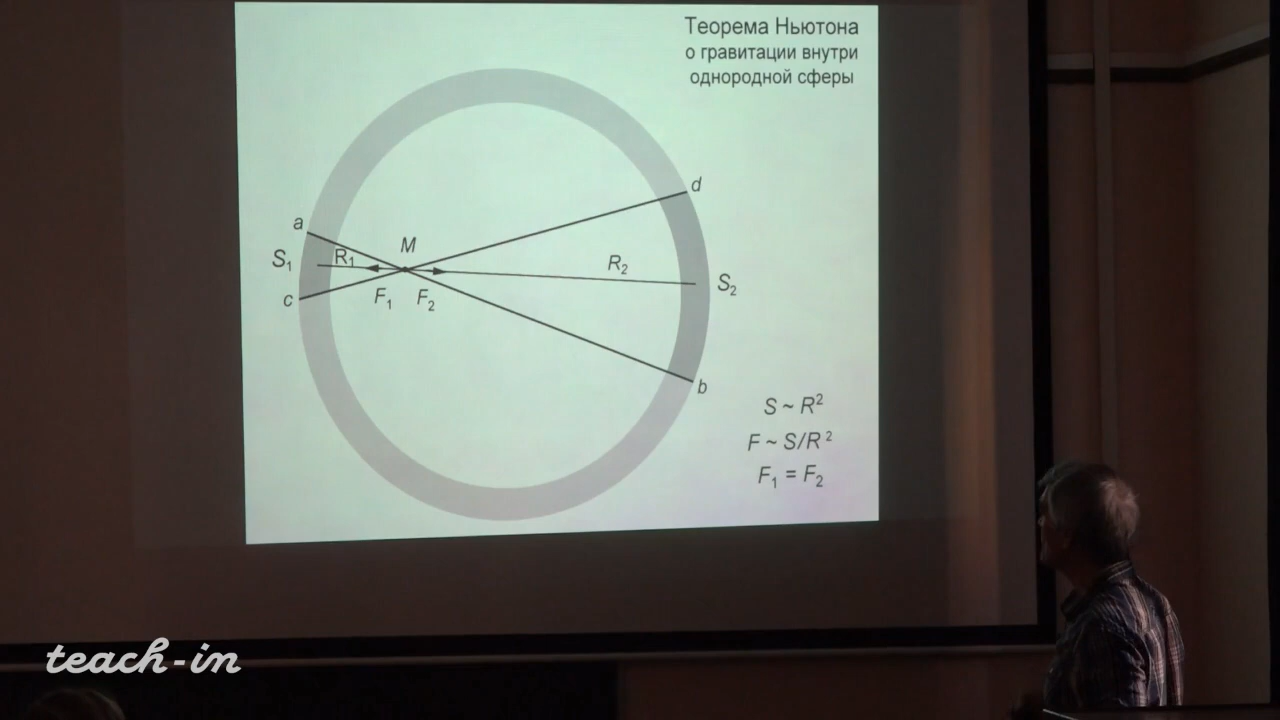 Теорема Ньютона
о гравитации внутри
однородной сферы
d
a
M
S₁
R₁
R₂
S₂
c
F₁
F₂
b
S ~ R²
F ~ S/R²
F₁ = F₂
teach-in